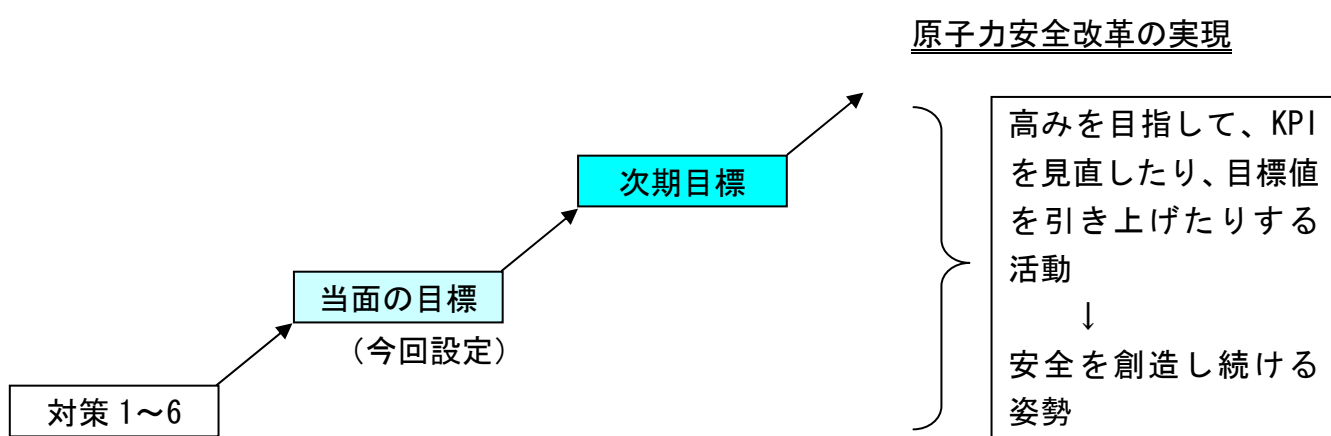 原子力安全改革の実現
高みを目指して、KPI
を見直したり、目標値
を引き上げたりする
活動
↓
安全を創造し続ける
姿勢
次期目標
当面の目標
（今回設定）
対策 1～6